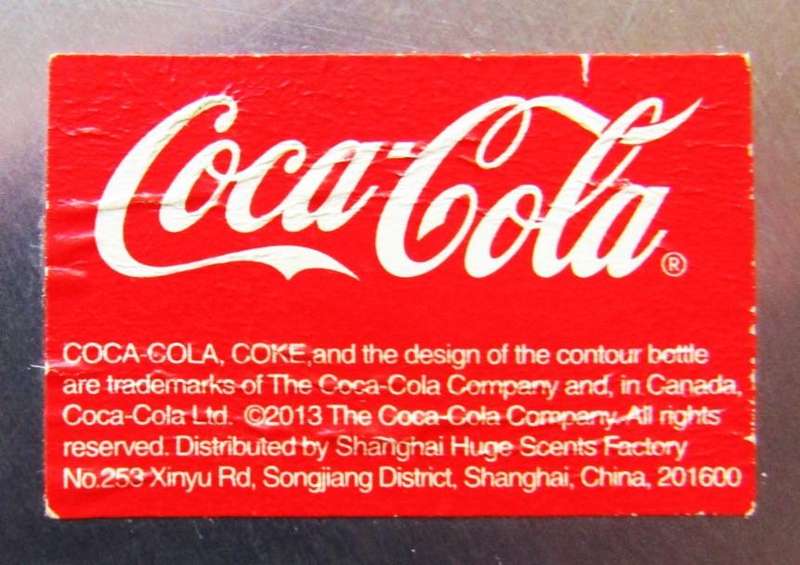 Coca-Cola®
COCA-COLA, COKE,and the design of the contour bottle
are trademarks of The Coca-Cola Company and, in Canada,
Coca-Cola Ltd. ©2013 The Coca-Cola Company. All rights
reserved. Distributed by Shanghai Huge Scents Factory
No.253 Xinyu Rd, Songjiang District, Shanghai, China, 201600